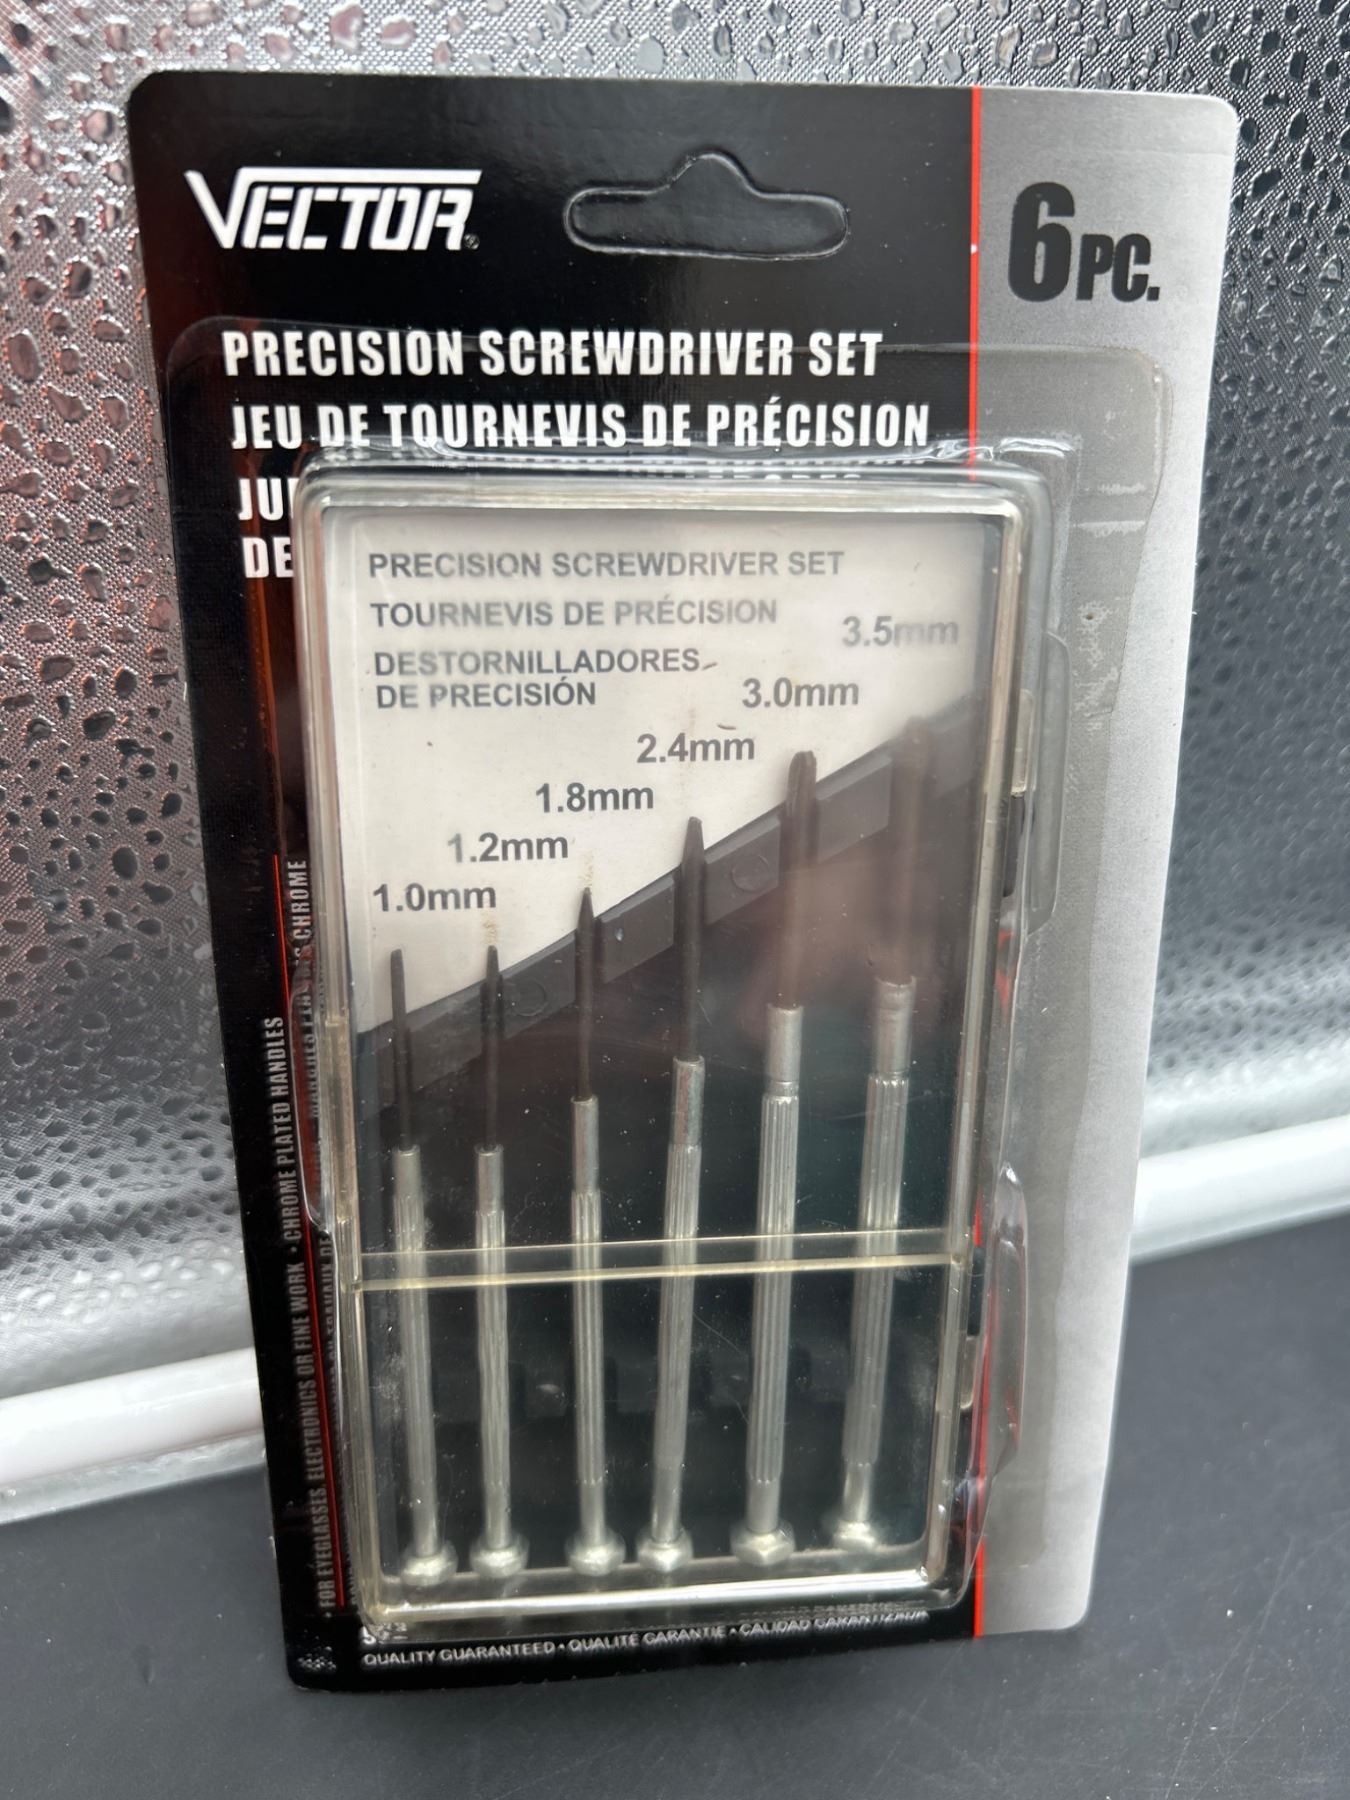 VECTOR®
6PC.
PRECISION SCREWDRIVER SET
JEU DE TOURNEVIS DE PRÉCISION
DE
PRECISION SCREWDRIVER SET
TOURNEVIS DE PRÉCISION
DESTORNILLADORES
DE PRECISIÓN
3.5mm
3.0mm
2.4mm
1.8mm
1.2mm
1.0mm
• FOR EYEGLASSES, ELECTRONICS OR FINE WORK • CHROME PLATED HANDLES
CHROME
QUALITY GUARANTEED • QUALITÉ GARANTIE • CALIDAD GARANTIZADA